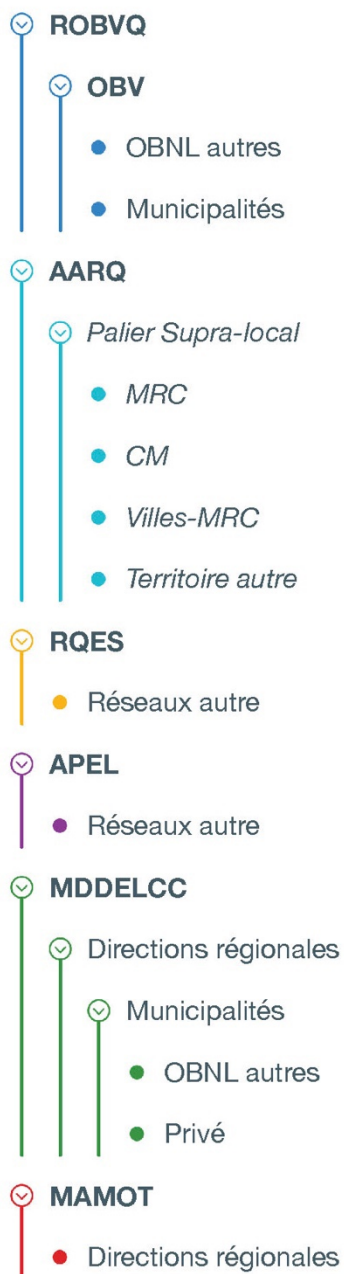 ROBVQ
OBV
OBNL autres
Municipalités
AARQ
Palier Supra-local
MRC
CM
Villes-MRC
Territoire autre
RQES
Réseaux autre
APEL
Réseaux autre
MDDELCC
Directions régionales
Municipalités
OBNL autres
Privé
MAMOT
Directions régionales